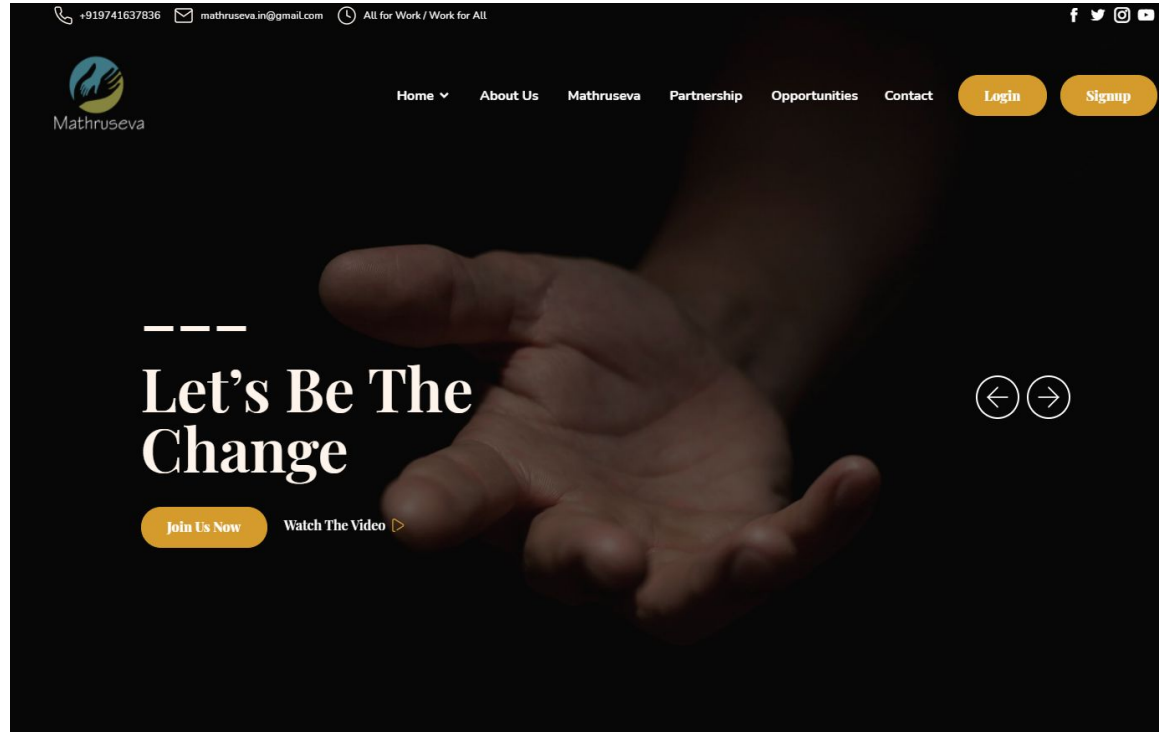 +919741637836 mathruseva.in@gmail.com All for Work / Work for All
Mathruseva
Home About Us Mathruseva Partnership Opportunities Contact Login Signup
Let’s Be The
Change
Join Us Now Watch The Video